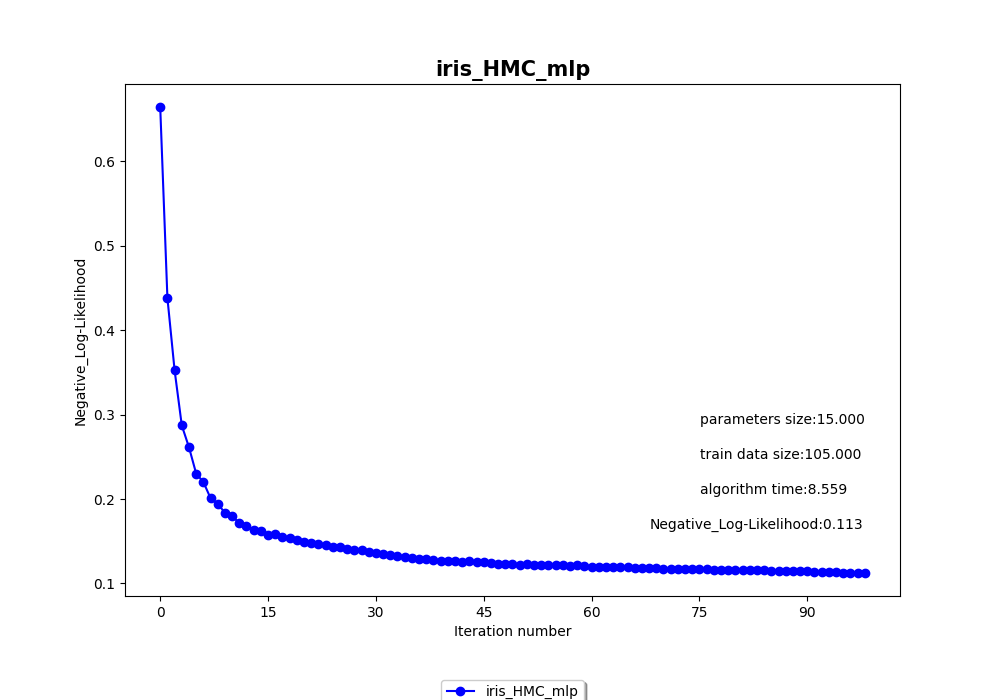 iris_HMC_mlp
Negative_Log-Likelihood
0.6
0.5
0.4
0.3
0.2
0.1
parameters size:15.000
train data size:105.000
algorithm time:8.559
Negative_Log-Likelihood:0.113
0 15 30 45 60 75 90
Iteration number
iris_HMC_mlp